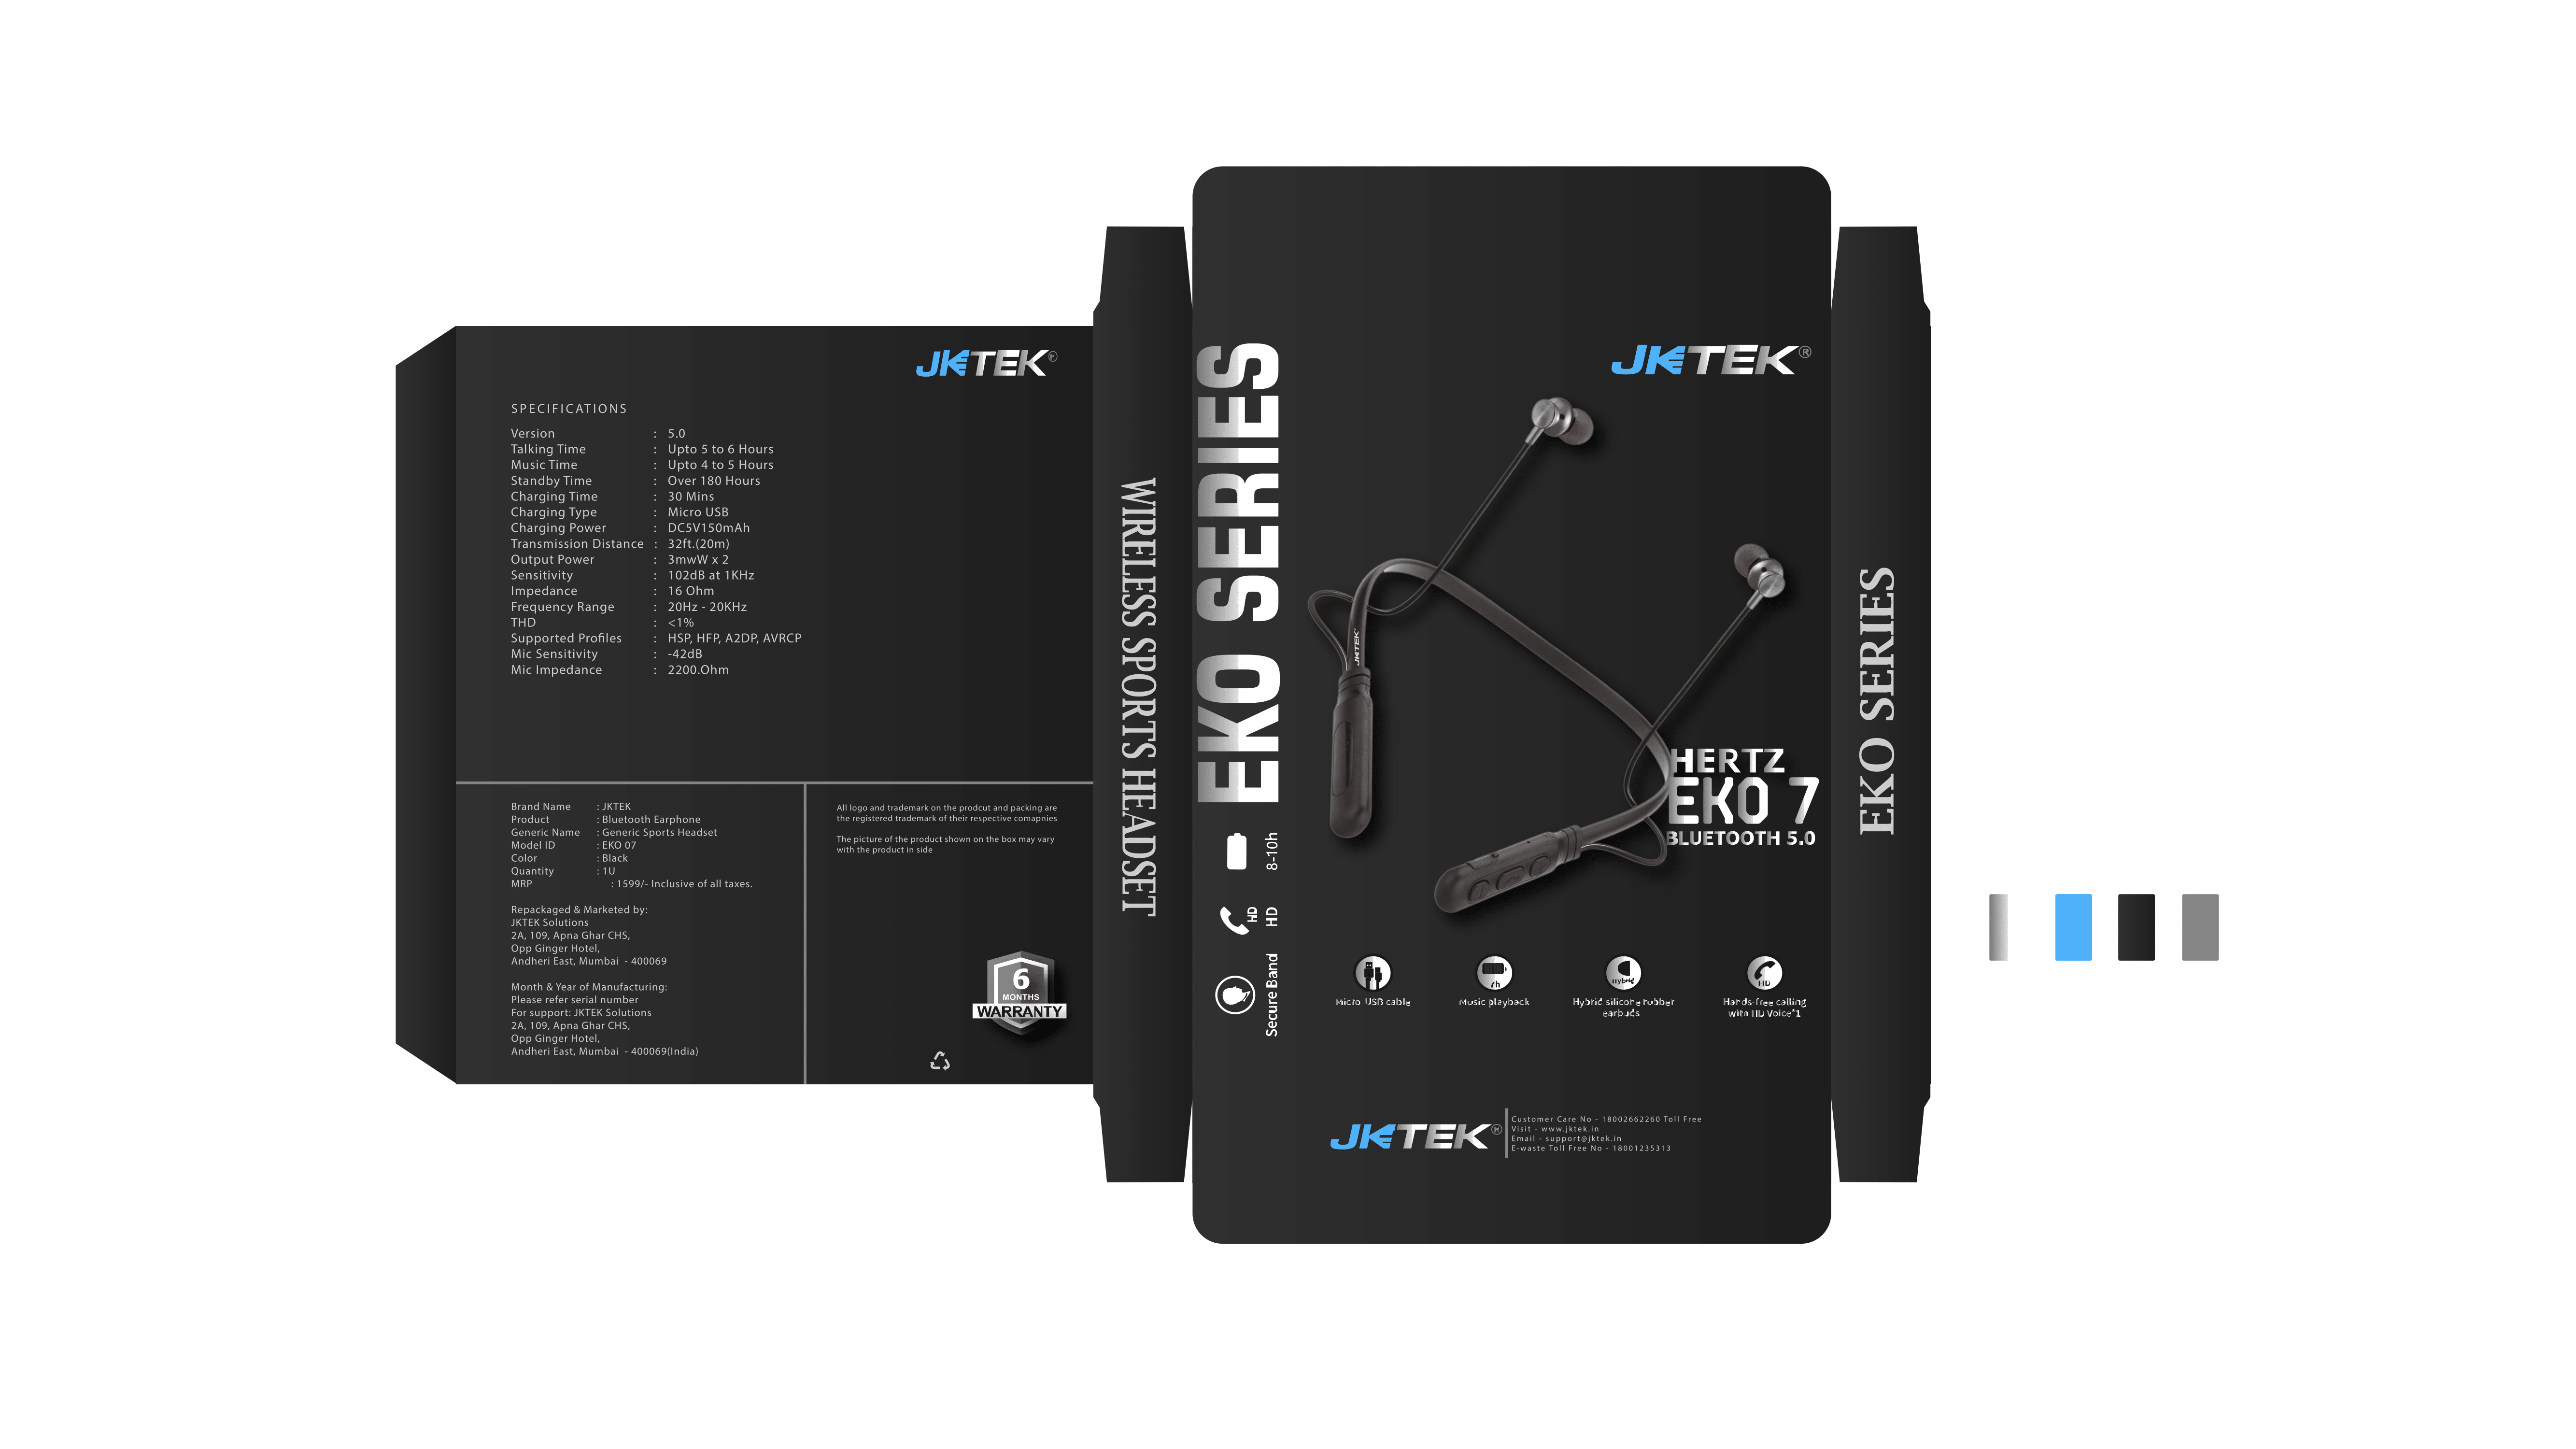 JKTEK®
SPECIFICATIONS
Version : 5.0
Talking Time : Upto 5 to 6 Hours
Music Time : Upto 4 to 5 Hours
Standby Time : Over 180 Hours
Charging Time : 30 Mins
Charging Type : Micro USB
Charging Power : DC5V150mAh
Transmission Distance : 32ft.(20m)
Output Power : 3mwW x 2
Sensitivity : 102dB at 1KHz
Impedance : 16 Ohm
Frequency Range : 20Hz - 20KHz
THD : <1%
Supported Profiles : HSP, HFP, A2DP, AVRCP
Mic Sensitivity : -42dB
Mic Impedance : 2200.Ohm
Brand Name : JKTEK
Product : Bluetooth Earphone
Generic Name : Generic Sports Headset
Model ID : EKO 07
Color : Black
Quantity : 1U
MRP : 1599/- Inclusive of all taxes.
Repackaged & Marketed by:
JKTEK Solutions
2A, 109, Apna Ghar CHS,
Opp Ginger Hotel,
Andheri East, Mumbai - 400069
Month & Year of Manufacturing:
Please refer serial number
For support: JKTEK Solutions
2A, 109, Apna Ghar CHS,
Opp Ginger Hotel,
Andheri East, Mumbai - 400069(India)
All logo and trademark on the prodcut and packing are
the registered trademark of their respective comapnies
The picture of the product shown on the box may vary
with the product in side
6
MONTHS
WARRANTY
WIRELESS SPORTS HEADSET
EKO SERIES
8-10h
HD
HD
Secure Band
JKTEK®
JKTEK
HERTZ
EKO 7
BLUETOOTH 5.0
7h
Hybrid
HD
Micro USB cable
Music playback
Hybrid silicone rubber
earbuds
Hands-free calling
with HD Voice*1
JKTEK®
Customer Care No - 18002662260 Toll Free
Visit - www.jktek.in
Email - support@jktek.in
E-waste Toll Free No - 18001235313
EKO SERIES